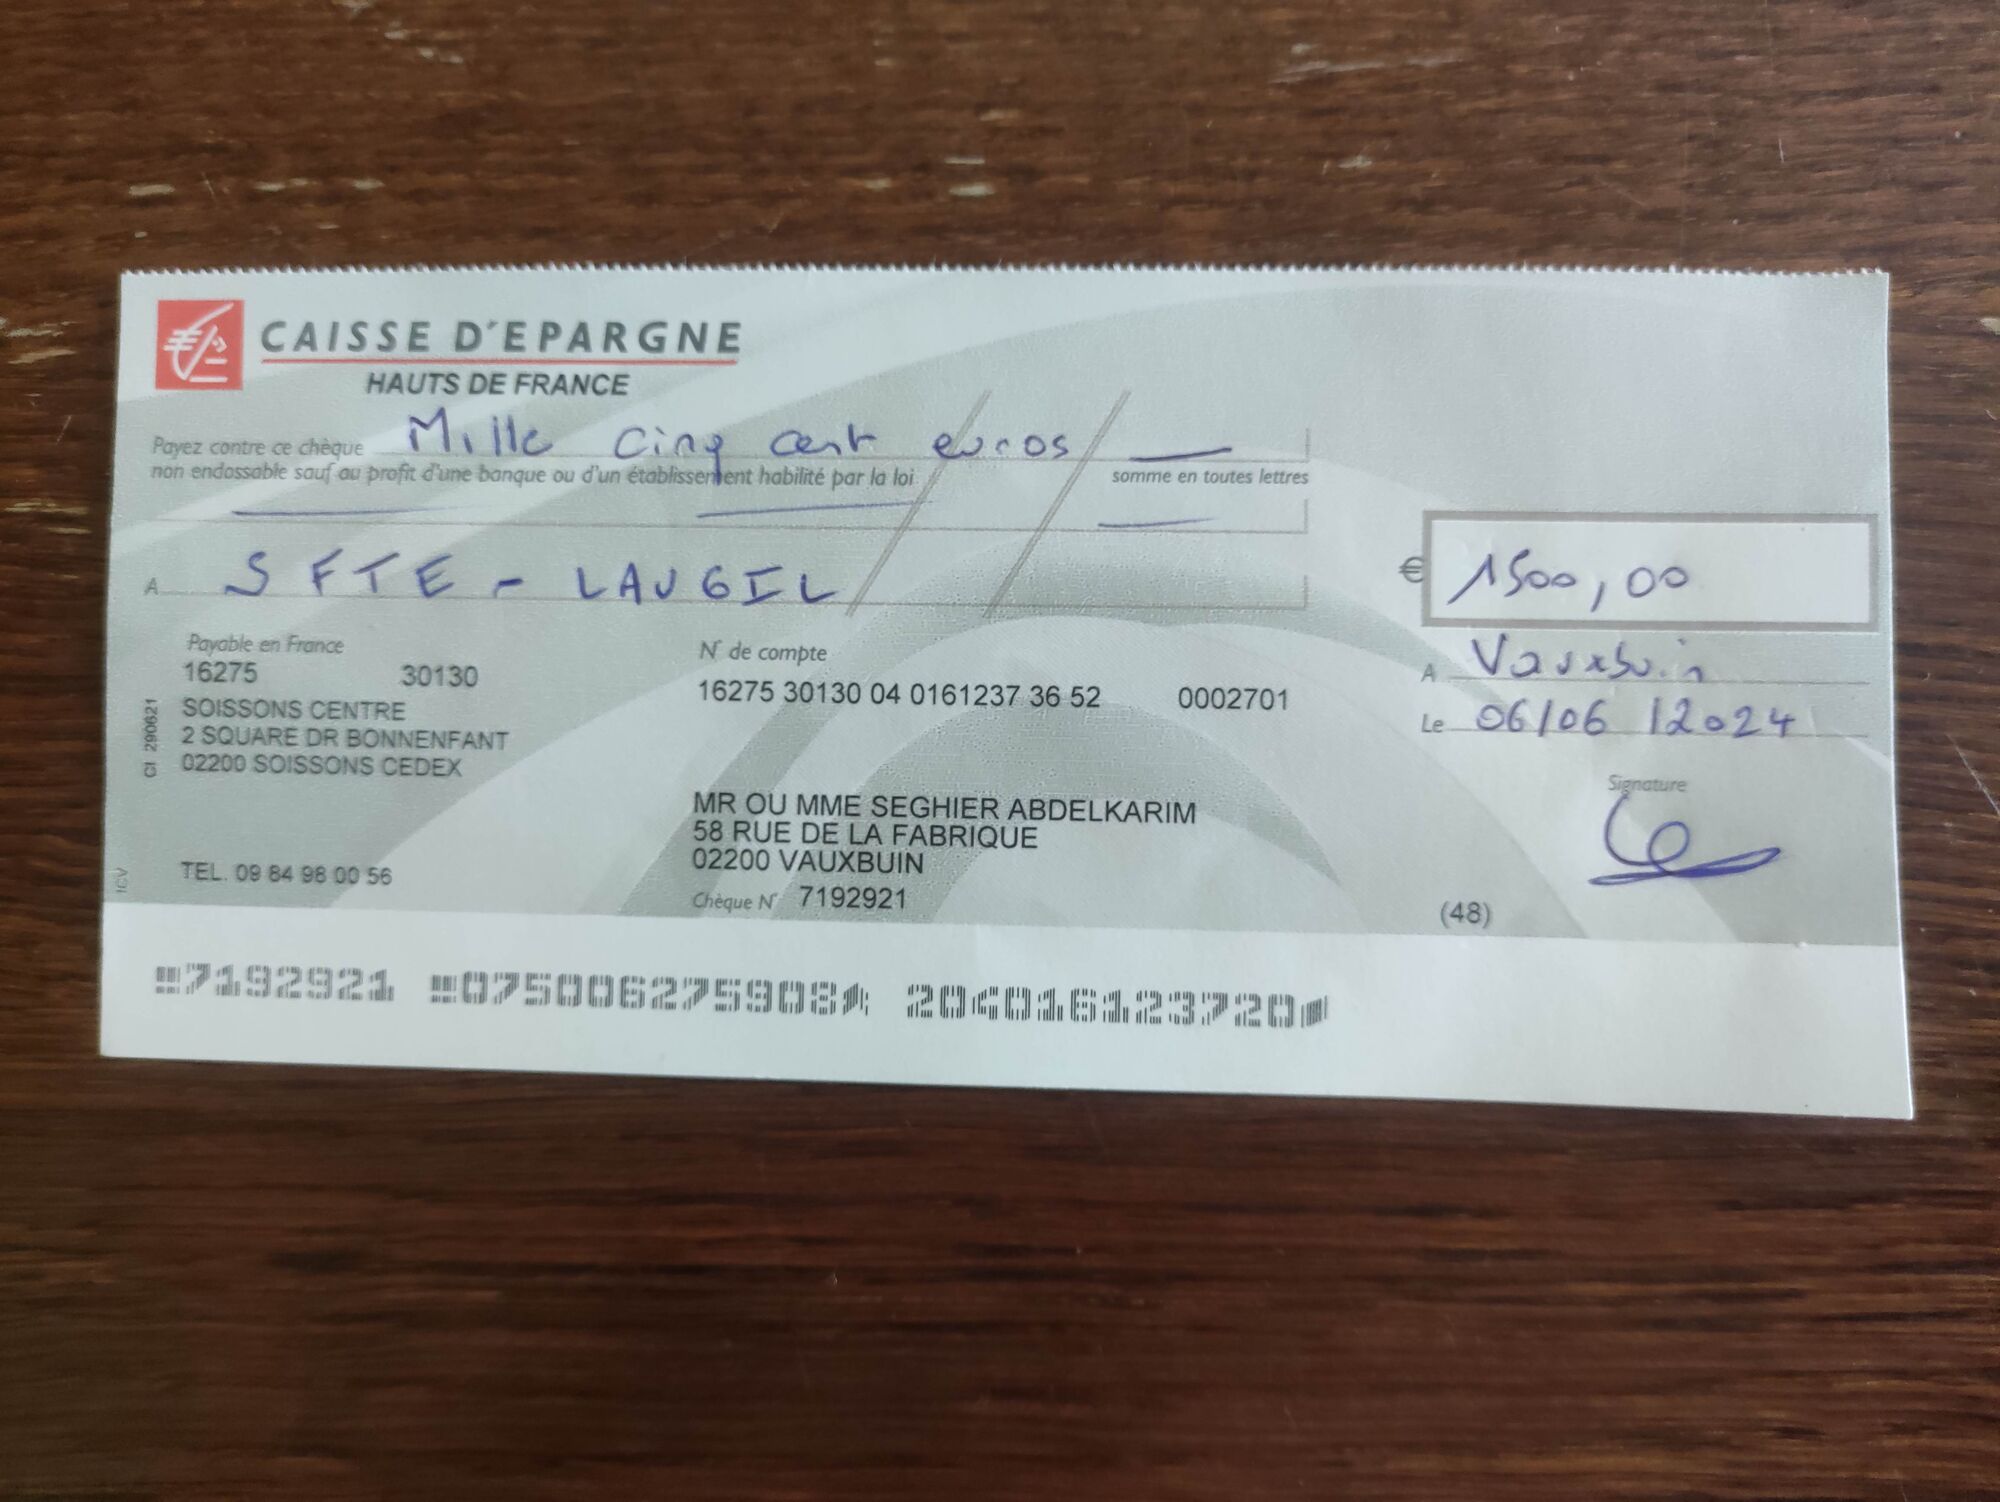 CAISSE D'EPARGNE
HAUTS DE FRANCE
Payez contre ce chèque Mille cinq cent euros
non endossable sauf au profit d'une banque ou d'un établissement habilité par la loi
somme en toutes lettres
A SFTE - LAUGIL
€ 1500,00
A Vauxbuin
Le 06/06/2024
Payable en France
16275 30130
SOISSONS CENTRE
2 SQUARE DR BONNENFANT
02200 SOISSONS CEDEX
CI 290621
TEL. 09 84 98 00 56
N° de compte
16275 30130 04 0161237 36 52 0002701
MR OU MME SEGHIER ABDELKARIM
58 RUE DE LA FABRIQUE
02200 VAUXBUIN
Chèque N° 7192921
Signature
(48)
7192921 075006275908 204016123720